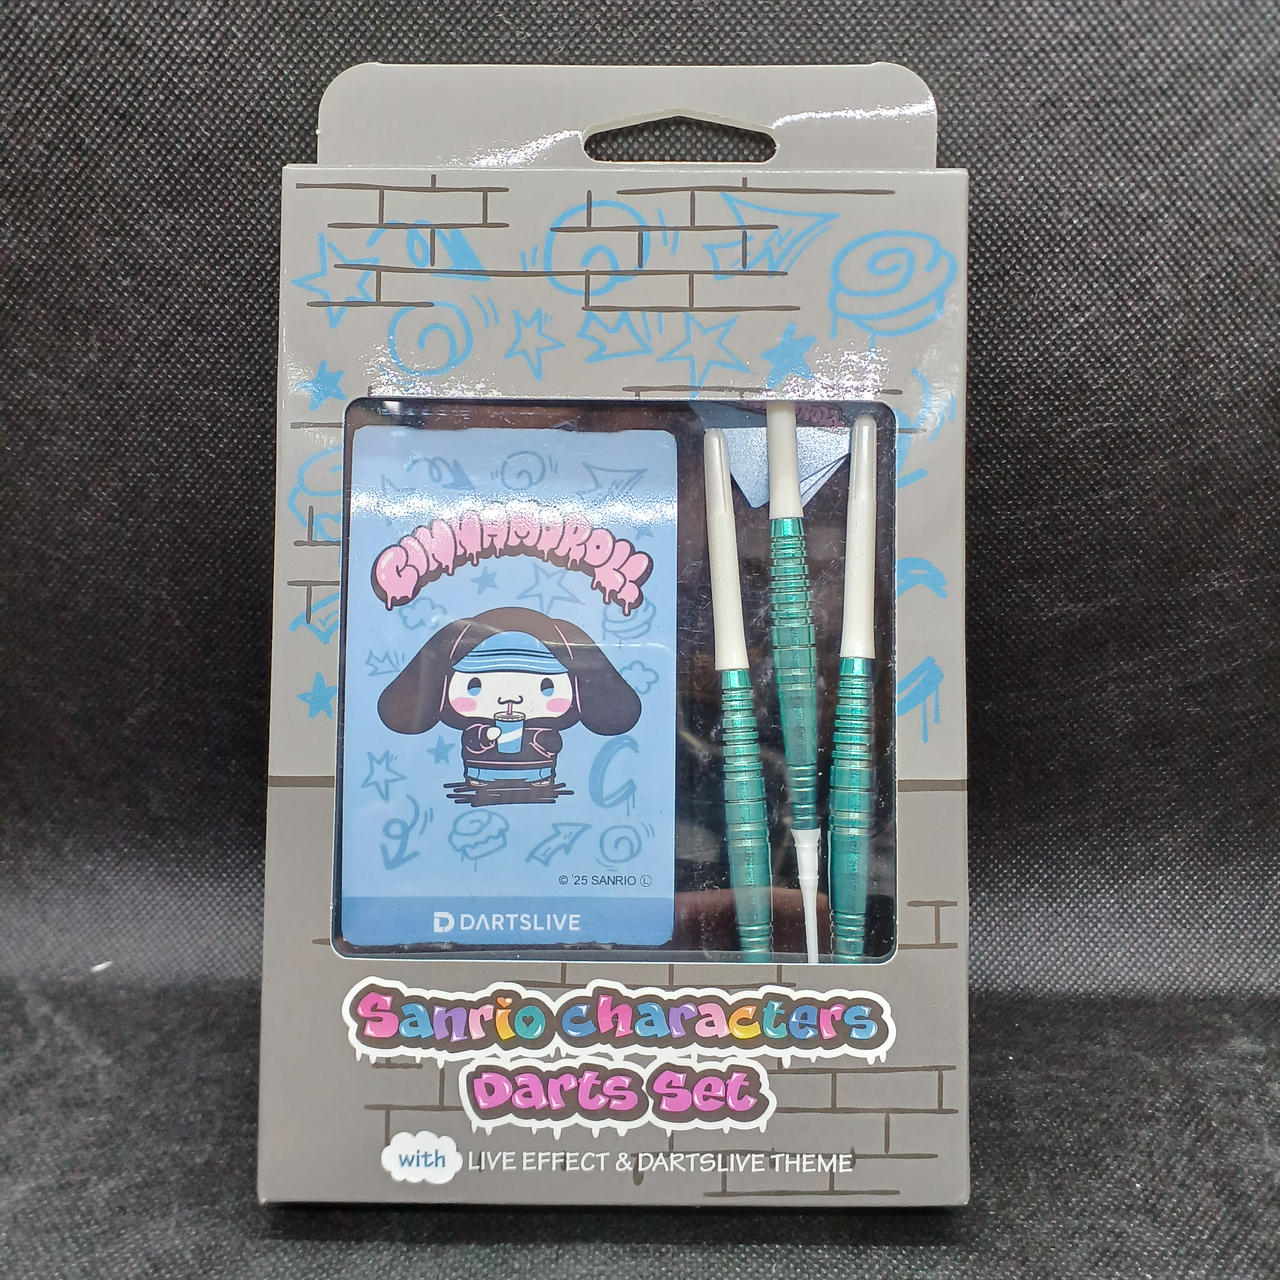 CINNAMOROLL
© '25 SANRIO Ⓛ
DARTSLIVE
Sanrio characters
Darts Set
with LIVE EFFECT & DARTSLIVE THEME